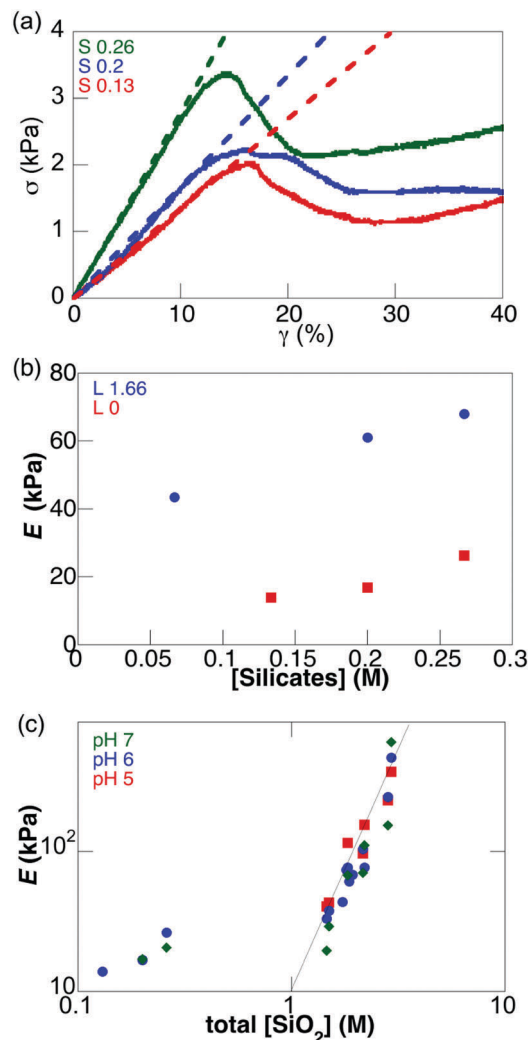 (a)
S 0.26
S 0.2
S 0.13
σ (kPa)
4
3
2
1
0
0 10 20 30 40
γ (%)
(b)
L 1.66
L 0
E (kPa)
80
60
40
20
0
0 0.05 0.1 0.15 0.2 0.25 0.3
[Silicates] (M)
(c)
pH 7
pH 6
pH 5
E (kPa)
10²
10
0.1 1 10
total [SiO₂] (M)